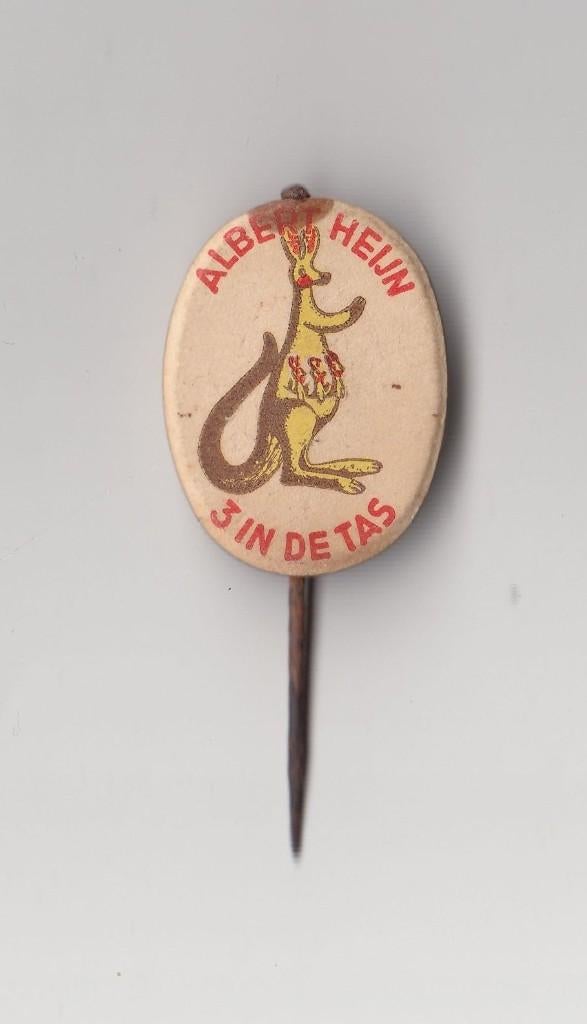 ALBERT HEIJN
3 IN DE TAS